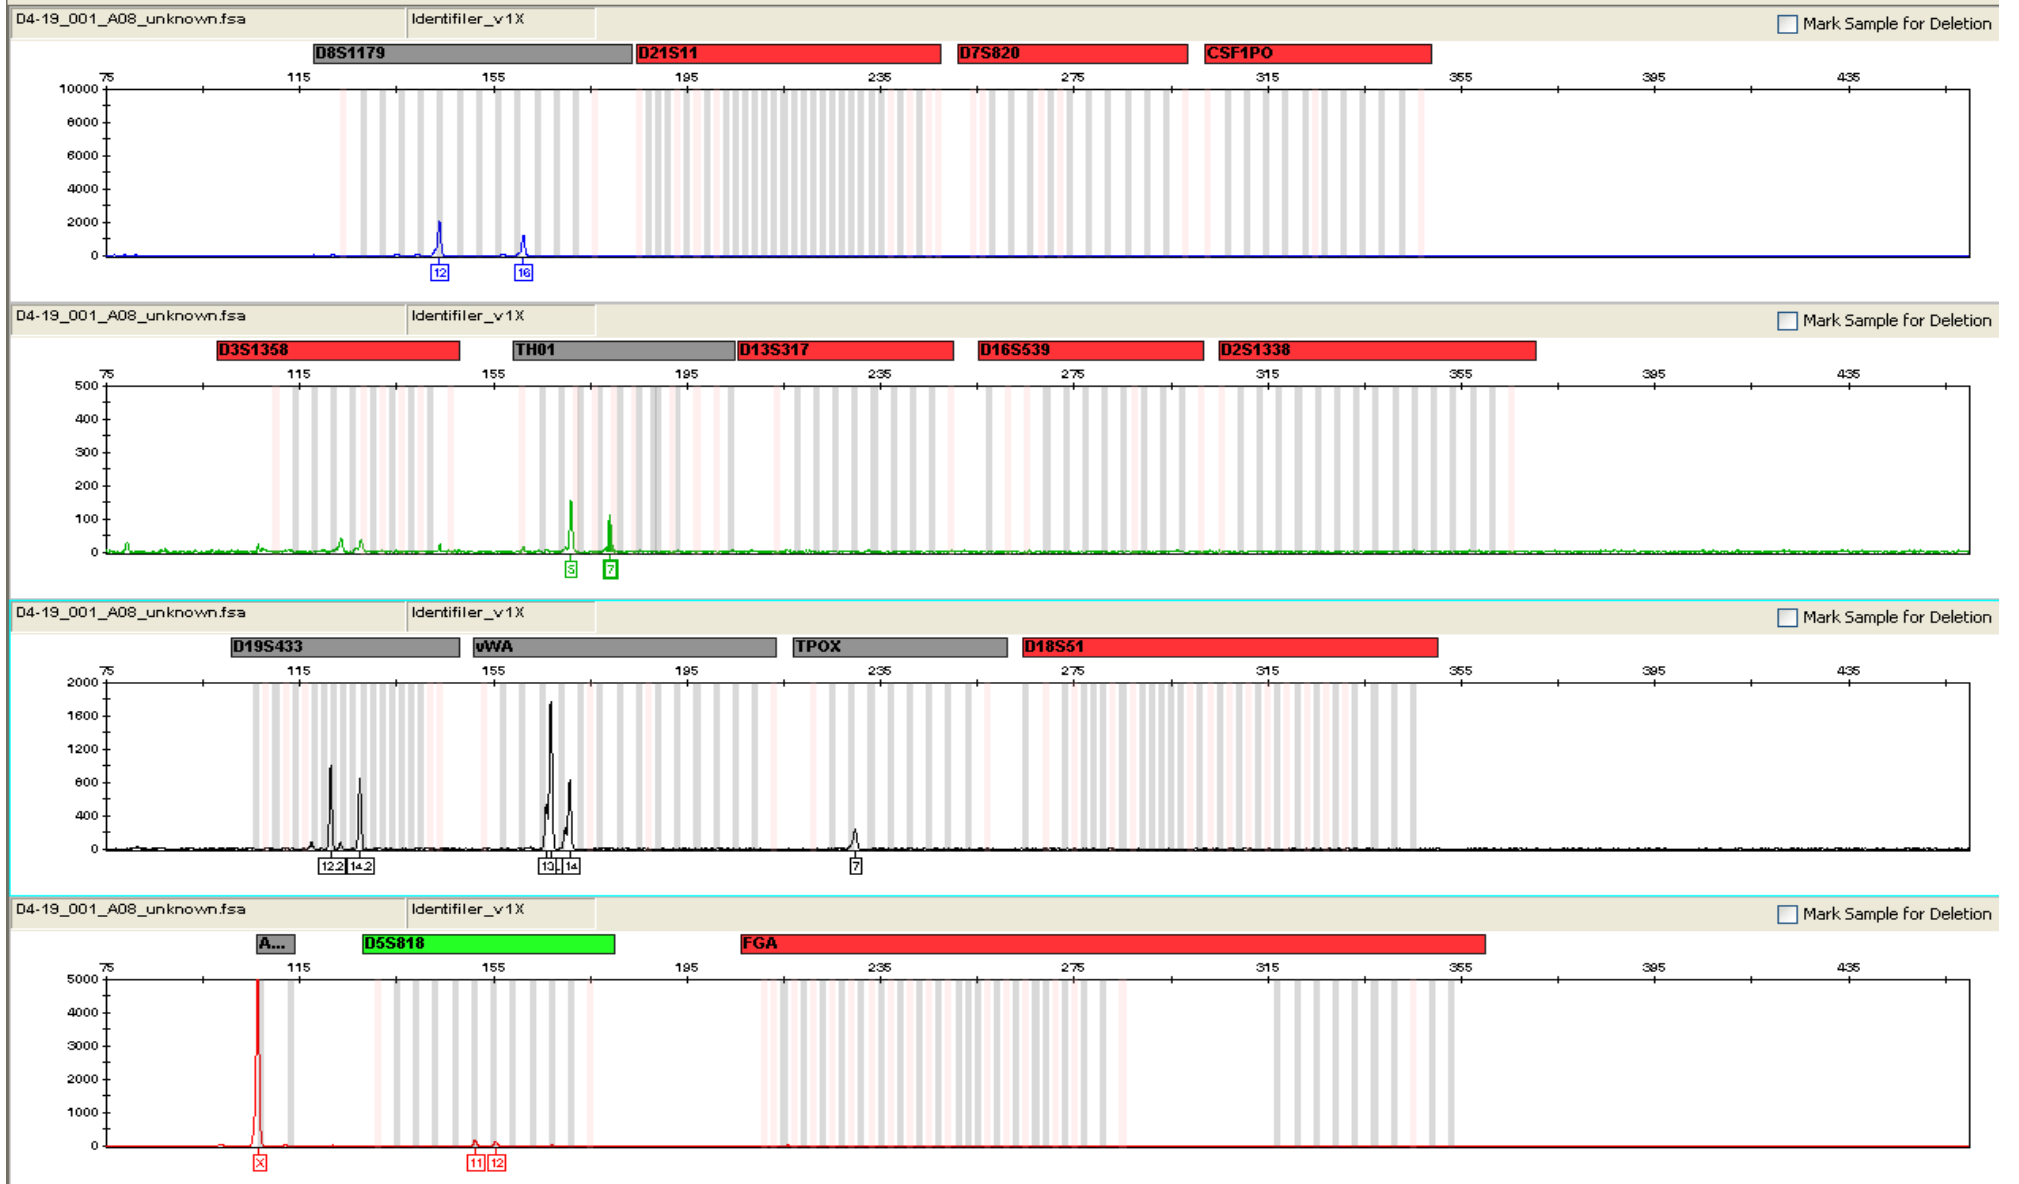 D4-19_001_A08_unknown.fsa Identifiler_v1X Mark Sample for Deletion
D8S1179 D21S11 D7S820 CSF1PO
75 115 155 195 235 275 315 355 395 435
10000
8000
6000
4000
2000
0
12 16
D4-19_001_A08_unknown.fsa Identifiler_v1X Mark Sample for Deletion
D3S1358 TH01 D13S317 D16S539 D2S1338
75 115 155 195 235 275 315 355 395 435
500
400
300
200
100
0
7
D4-19_001_A08_unknown.fsa Identifiler_v1X Mark Sample for Deletion
D19S433 vWA TPOX D18S51
75 115 155 195 235 275 315 355 395 435
2000
1600
1200
800
400
0
12.2 14.2 13 14 7
D4-19_001_A08_unknown.fsa Identifiler_v1X Mark Sample for Deletion
A... D5S818 FGA
75 115 155 195 235 275 315 355 395 435
5000
4000
3000
2000
1000
0
X 11 12